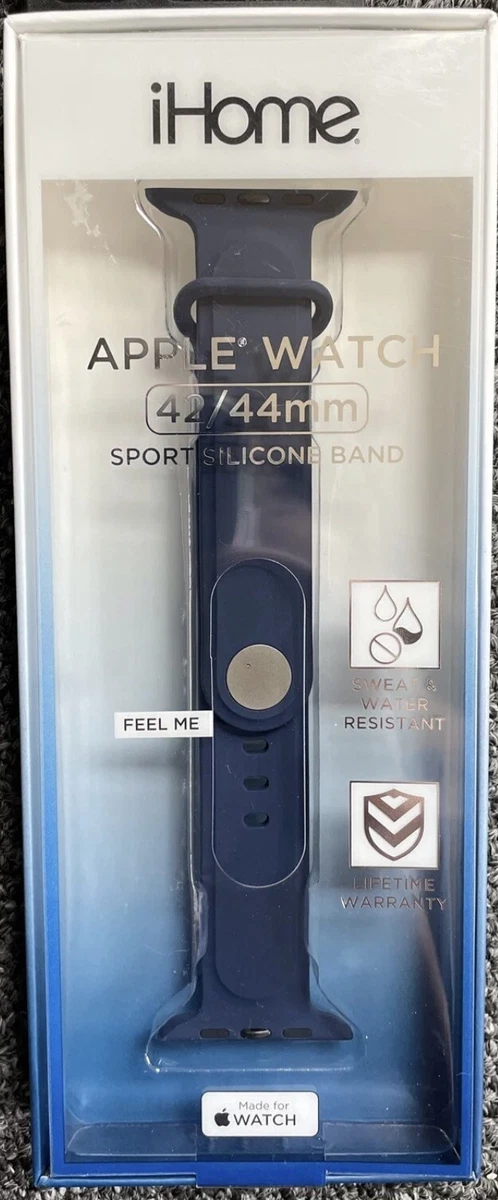 iHome
APPLE® WATCH
42/44mm
SPORT SILICONE BAND
SWEAT &
WATER
RESISTANT
FEEL ME
LIFETIME
WARRANTY
Made for
WATCH